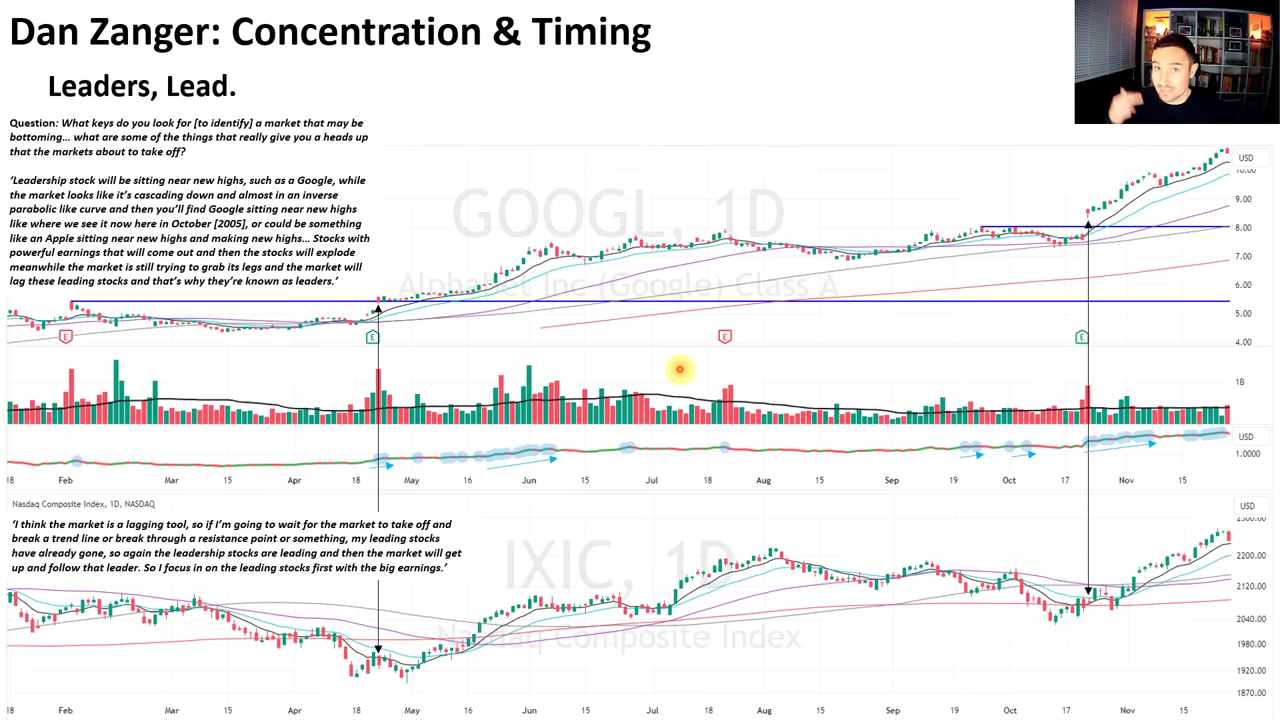 Dan Zanger: Concentration & Timing
Leaders, Lead.
Question: What keys do you look for [to identify] a market that may be
bottoming… what are some of the things that really give you a heads up
that the markets about to take off?
‘Leadership stock will be sitting near new highs, such as a Google, while
the market looks like it’s cascading down and almost in an inverse
parabolic like curve and then you’ll find Google sitting near new highs
like where we see it now here in October [2005], or could be something
like an Apple sitting near new highs and making new highs… Stocks with
powerful earnings that will come out and then the stocks will explode
meanwhile the market is still trying to grab its legs and the market will
lag these leading stocks and that’s why they’re known as leaders.’
GOOGL, 1D
Alphabet Inc (Google) Class A
USD
10.00
9.00
8.00
7.00
6.00
5.00
4.00
E
E
E
E
1B
USD
1.0000
18 Feb Mar 15 Apr 18 May 16 Jun 15 Jul 18 Aug 15 Sep 19 Oct 17 Nov 15
Nasdaq Composite Index, 1D, NASDAQ
USD
‘I think the market is a lagging tool, so if I’m going to wait for the market to take off and
break a trend line or break through a resistance point or something, my leading stocks
have already gone, so again the leadership stocks are leading and then the market will get
up and follow that leader. So I focus in on the leading stocks first with the big earnings.’
IXIC, 1D
Nasdaq Composite Index
2300.00
2200.00
2120.00
2040.00
1980.00
1920.00
1870.00
18 Feb Mar 15 Apr 18 May 16 Jun 15 Jul 18 Aug 15 Sep 19 Oct 17 Nov 15